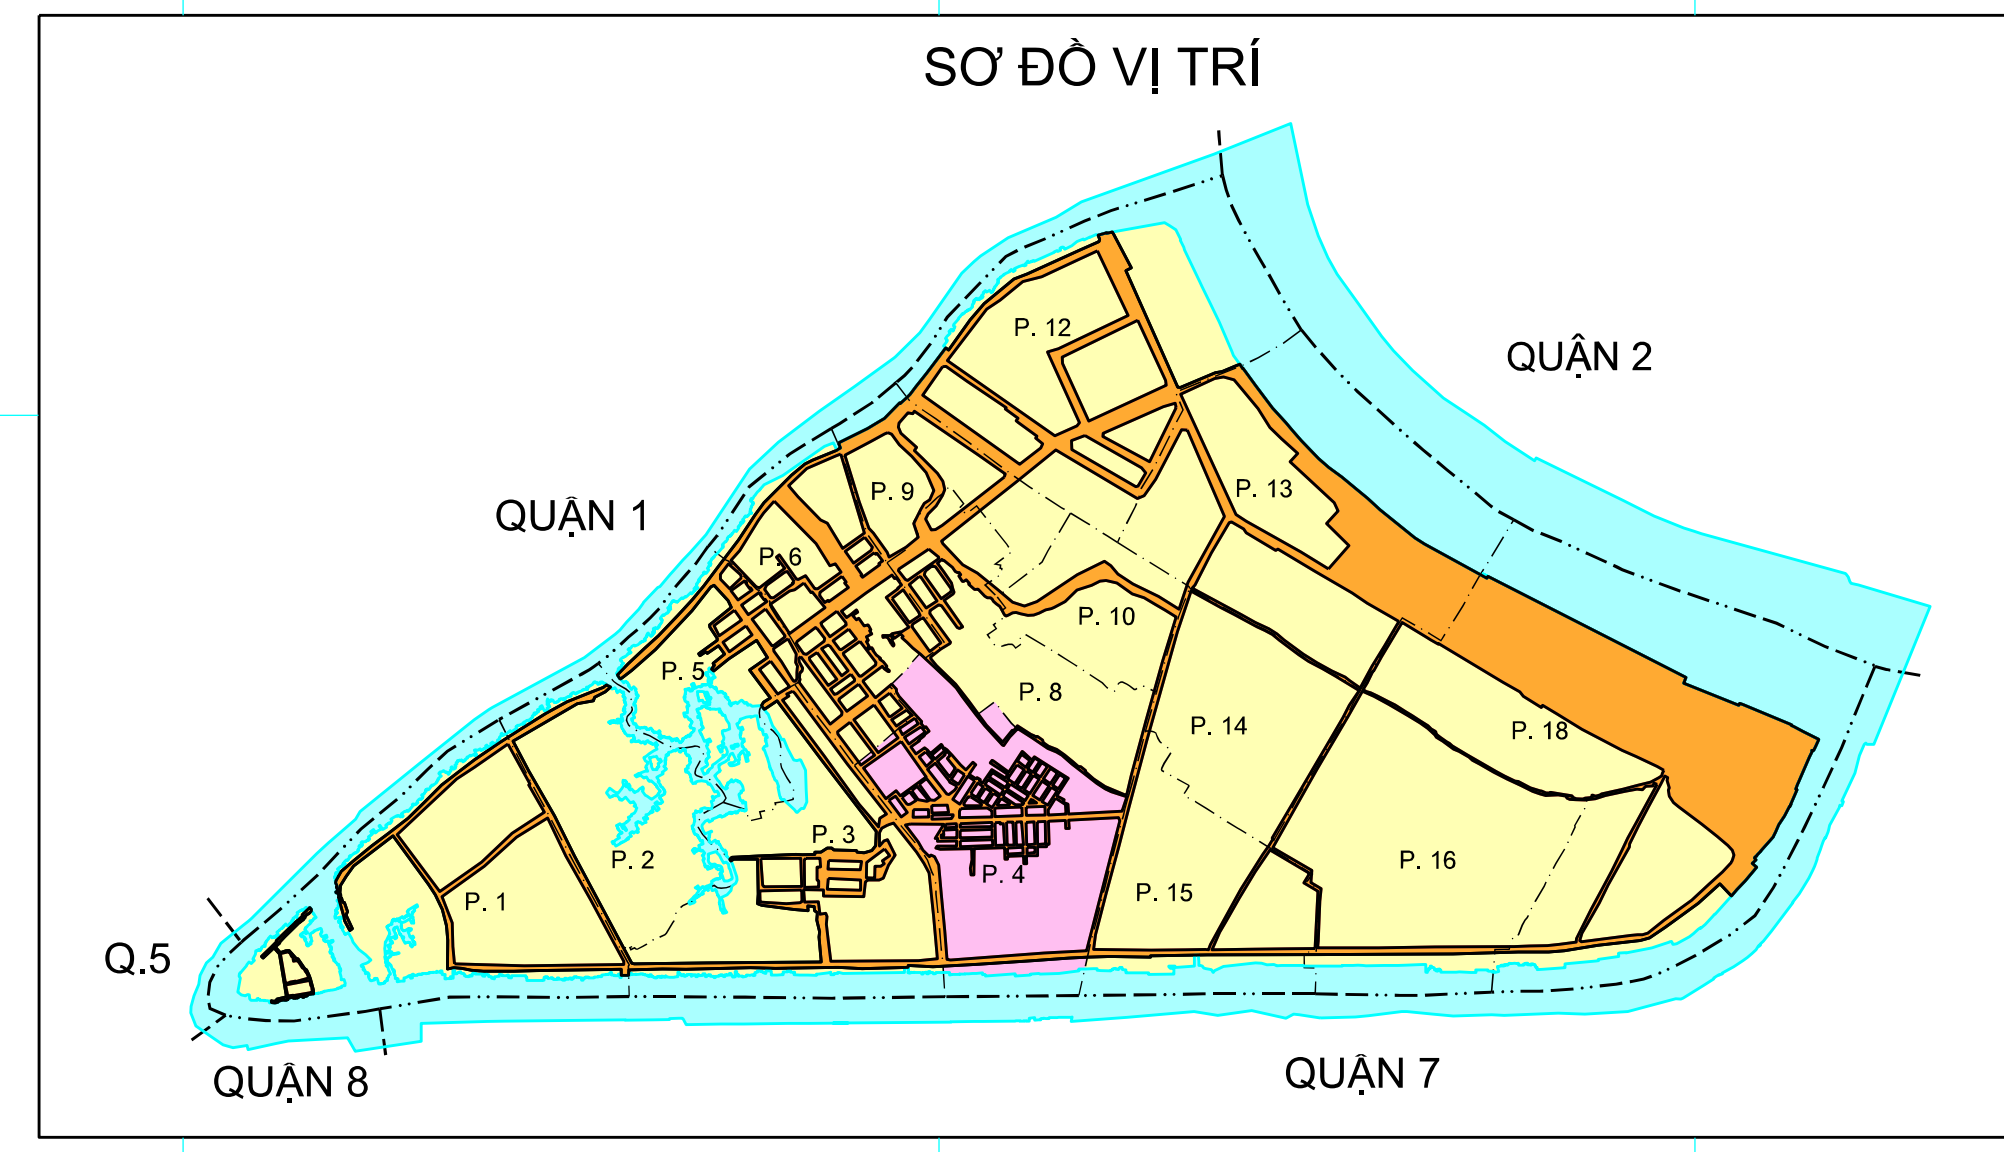 SƠ ĐỒ VỊ TRÍ
P. 12
QUẬN 2
P. 9
P. 13
QUẬN 1
P. 6
P. 10
P. 5
P. 8
P. 14
P. 18
P. 3
P. 2
P. 16
P. 4
P. 15
P. 1
Q.5
QUẬN 8
QUẬN 7